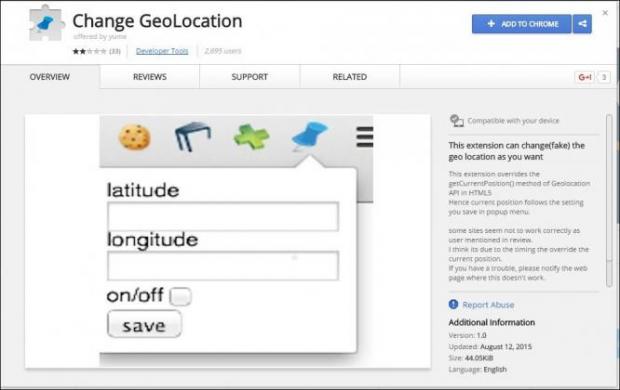 Change GeoLocation
offered by yume
(33)
Developer Tools
2,695 users
+ ADD TO CHROME
OVERVIEW
REVIEWS
SUPPORT
RELATED
G+1
3
latitude
longitude
on/off
save
Compatible with your device
This extension can change(fake) the
geo location as you want
This extension overrides the
getCurrentPosition() method of Geolocation
API in HTML5
Hence current position follows the setting
you save in popup menu.
some sites seem not to work correctly as
user mentioned in review.
I think its due to the timing the override the
current position.
If you have a trouble, please notify the web
page where this doesn't work.
Report Abuse
Additional Information
Version: 1.0
Updated: August 12, 2015
Size: 44.05KiB
Language: English